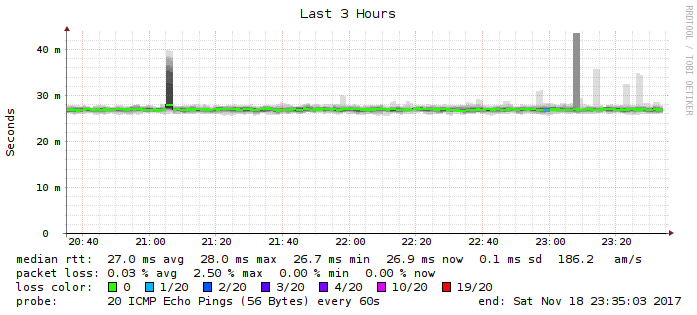 Last 3 Hours
RRDTOOL / TOBI OETIKER
Seconds
40 m
30 m
20 m
10 m
0
20:40 21:00 21:20 21:40 22:00 22:20 22:40 23:00 23:20
median rtt: 27.0 ms avg 28.0 ms max 26.7 ms min 26.9 ms now 0.1 ms sd 186.2 am/s
packet loss: 0.03 % avg 2.50 % max 0.00 % min 0.00 % now
loss color: 0 1/20 2/20 3/20 4/20 10/20 19/20
probe: 20 ICMP Echo Pings (56 Bytes) every 60s end: Sat Nov 18 23:35:03 2017